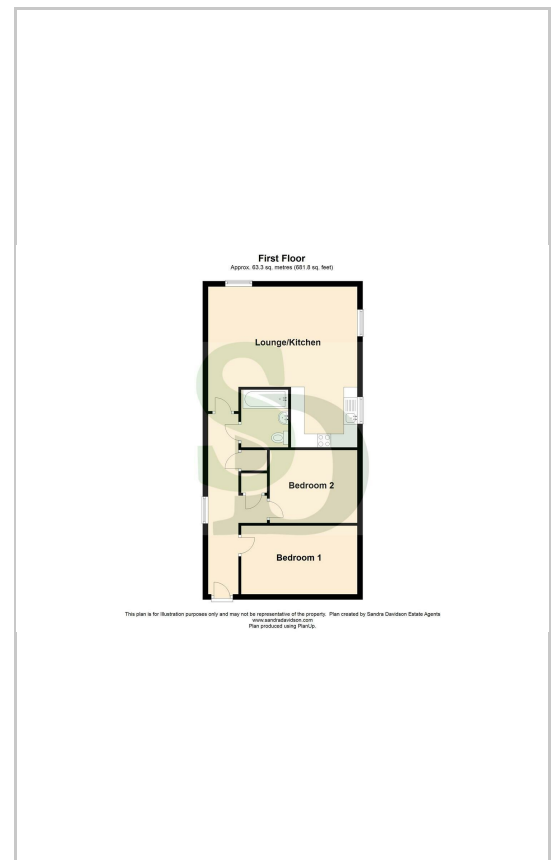 First Floor
Approx. 63.3 sq. metres (681.8 sq. feet)
Lounge/Kitchen
Bedroom 2
Bedroom 1
This plan is for illustration purposes only and may not be representative of the property. Plan created by Sandra Davidson Estate Agents
www.sandradavidson.com
Plan produced using PlanUp.
SD